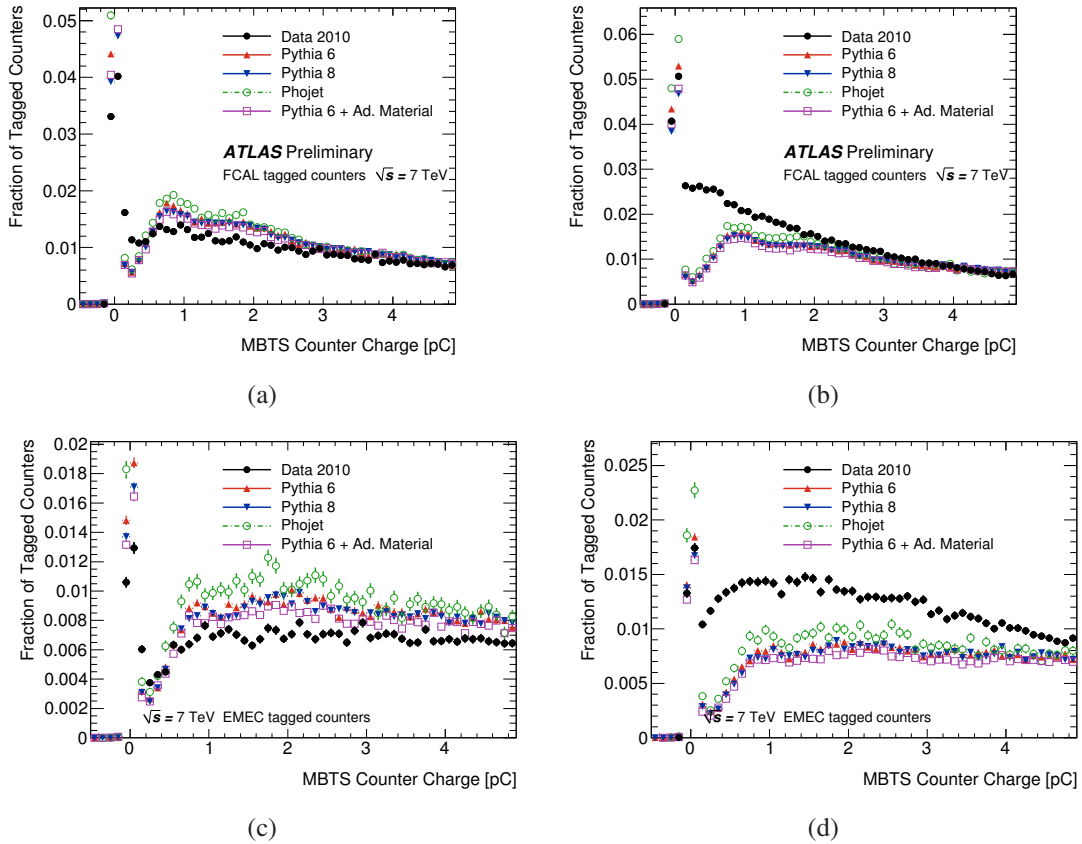 Fraction of Tagged Counters
0.05
0.04
0.03
0.02
0.01
0
Data 2010
Pythia 6
Pythia 8
Phojet
Pythia 6 + Ad. Material
ATLAS Preliminary
FCAL tagged counters √s = 7 TeV
0 1 2 3 4
MBTS Counter Charge [pC]
(a)
Fraction of Tagged Counters
0.06
0.05
0.04
0.03
0.02
0.01
0
Data 2010
Pythia 6
Pythia 8
Phojet
Pythia 6 + Ad. Material
ATLAS Preliminary
FCAL tagged counters √s = 7 TeV
0 1 2 3 4
MBTS Counter Charge [pC]
(b)
Fraction of Tagged Counters
0.02
0.018
0.016
0.014
0.012
0.01
0.008
0.006
0.004
0.002
0
Data 2010
Pythia 6
Pythia 8
Phojet
Pythia 6 + Ad. Material
√s = 7 TeV EMEC tagged counters
0 1 2 3 4
MBTS Counter Charge [pC]
(c)
Fraction of Tagged Counters
0.025
0.02
0.015
0.01
0.005
0
Data 2010
Pythia 6
Pythia 8
Phojet
Pythia 6 + Ad. Material
√s = 7 TeV EMEC tagged counters
0 1 2 3 4
MBTS Counter Charge [pC]
(d)